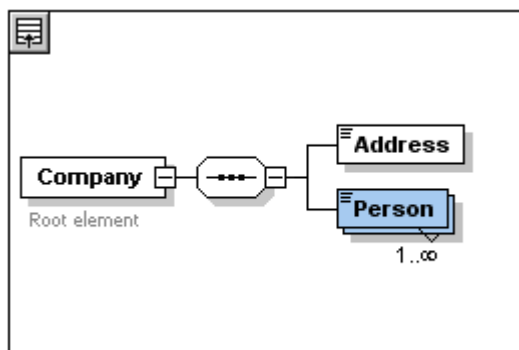 Address
Company
Root element
Person
1..∞